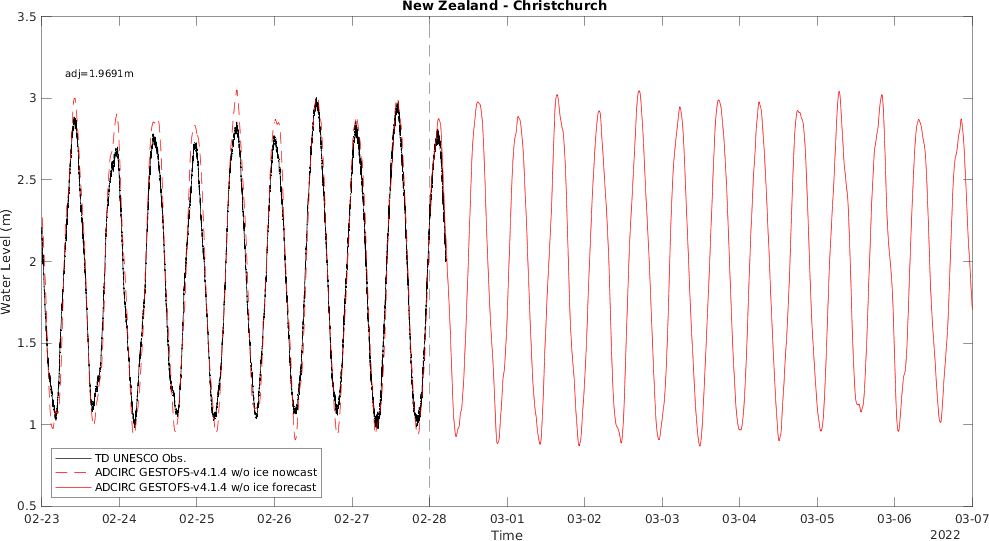 New Zealand - Christchurch
3.5
3
2.5
2
1.5
1
0.5
Water Level (m)
adj=1.9691m
TD UNESCO Obs.
ADCIRC GESTOFS-v4.1.4 w/o ice nowcast
ADCIRC GESTOFS-v4.1.4 w/o ice forecast
02-23 02-24 02-25 02-26 02-27 02-28 03-01 03-02 03-03 03-04 03-05 03-06 03-07
Time
2022